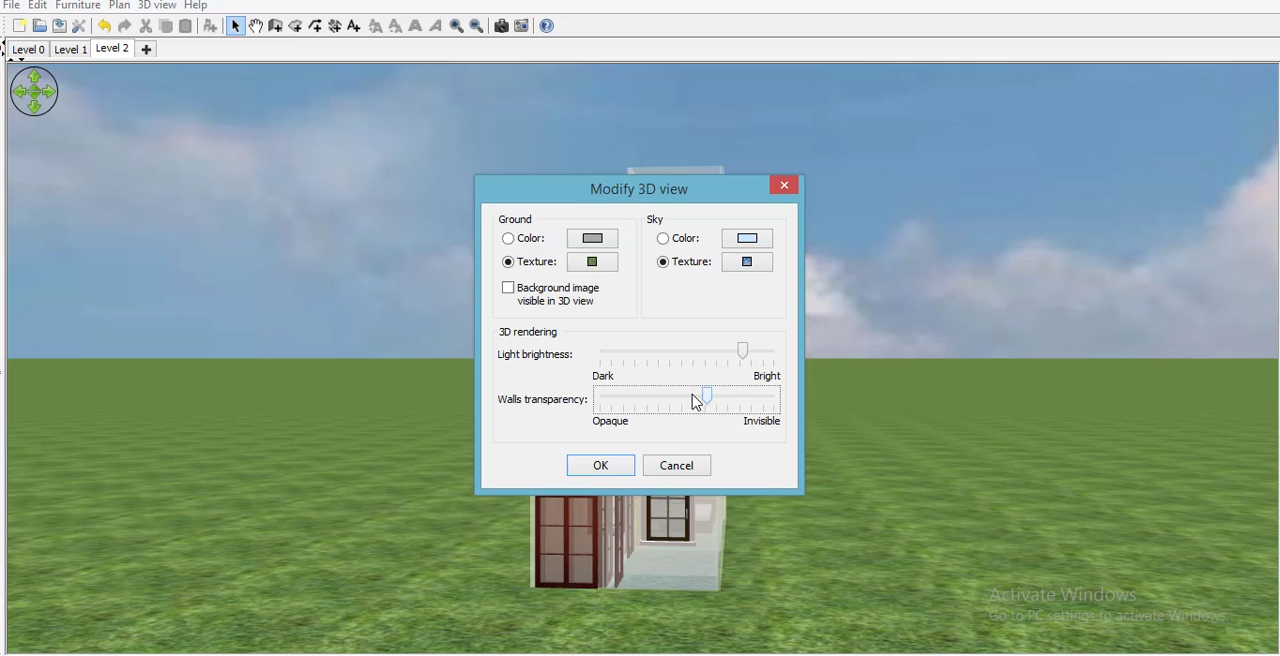 File Edit Furniture Plan 3D view Help
Level 0 Level 1 Level 2
Modify 3D view
Ground
Sky
Color:
Color:
Texture:
Texture:
Background image
visible in 3D view
3D rendering
Light brightness:
Dark Bright
Walls transparency:
Opaque Invisible
OK Cancel
Activate Windows
Go to PC settings to activate Windows.